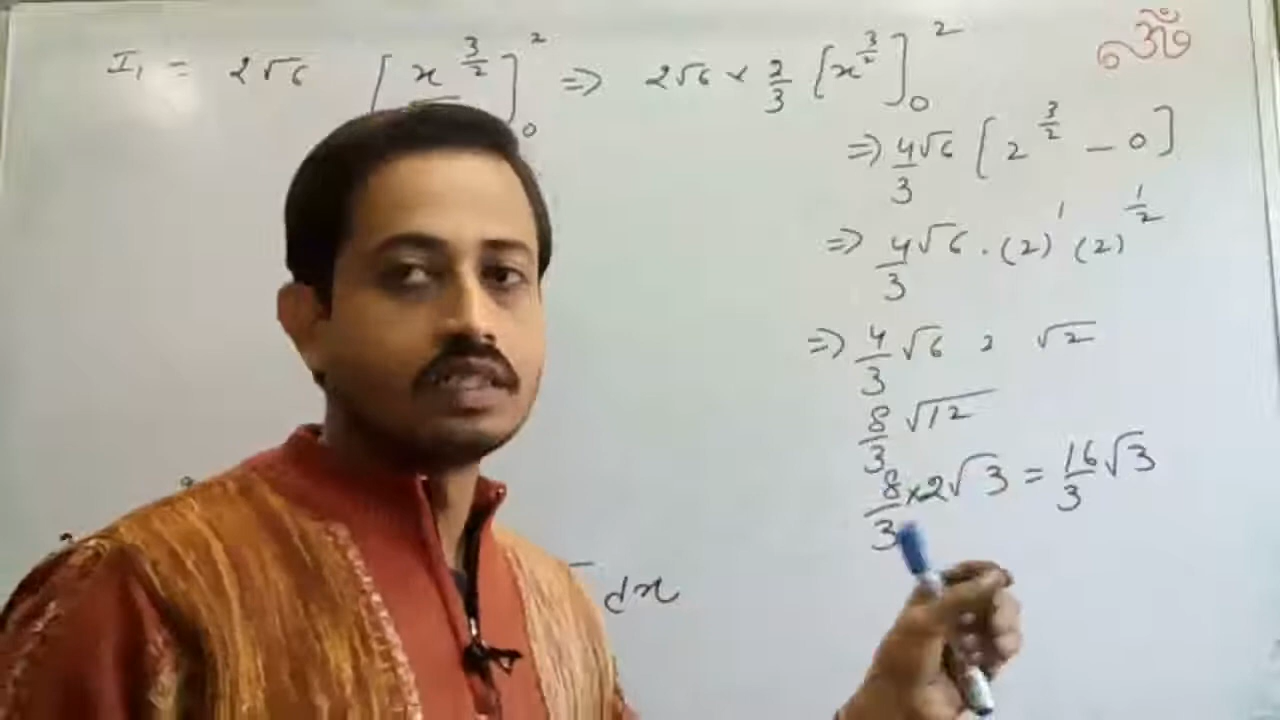 ॐ
I₁ = 2√6 [x^(3/2)]₀² ⇒ 2√6 × 2/3 [x^(3/2)]₀²
⇒ 4√6/3 [2^(3/2) − 0]
⇒ 4√6/3 · (2)^1 (2)^(1/2)
⇒ 4/3 √6 2 √2
8/3 √12
8/3 × 2√3 = 16/3 √3
dx